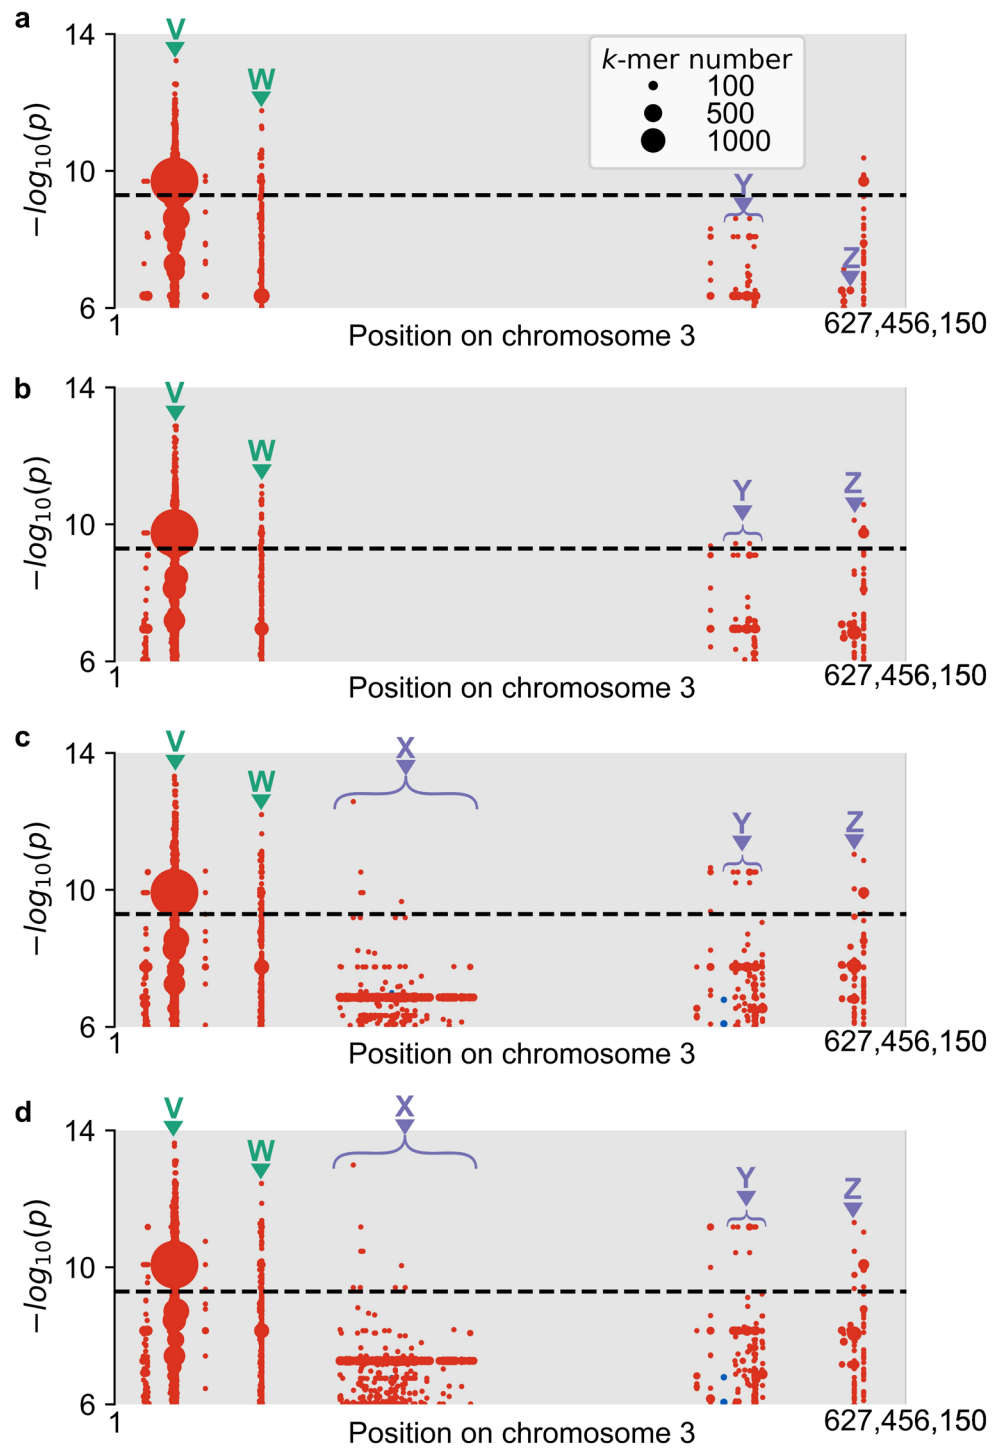 a
V
14
W
k-mer number
100
500
1000
10
Y
Z
6
−log10(p)
1
627,456,150
Position on chromosome 3
b
V
14
W
Y
Z
10
6
−log10(p)
1
627,456,150
Position on chromosome 3
c
V
14
X
W
Y
Z
10
6
−log10(p)
1
627,456,150
Position on chromosome 3
d
V
14
X
W
Y
Z
10
6
−log10(p)
1
627,456,150
Position on chromosome 3